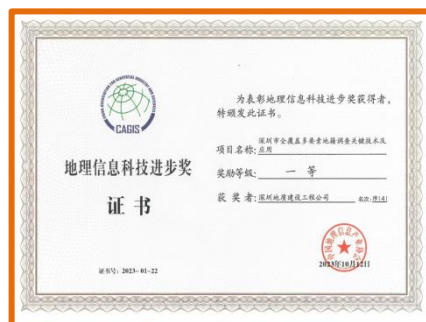 CAGIS
地理信息科技进步奖
证书
证书号：2023-01-22
为表彰地理信息科技进步奖获得者，
特颁发此证书。
项目名称：深圳市全覆盖多要素地籍调查关键技术及
应用
奖励等级：一等
获奖者：深圳地质建设工程公司
2023年10月12日